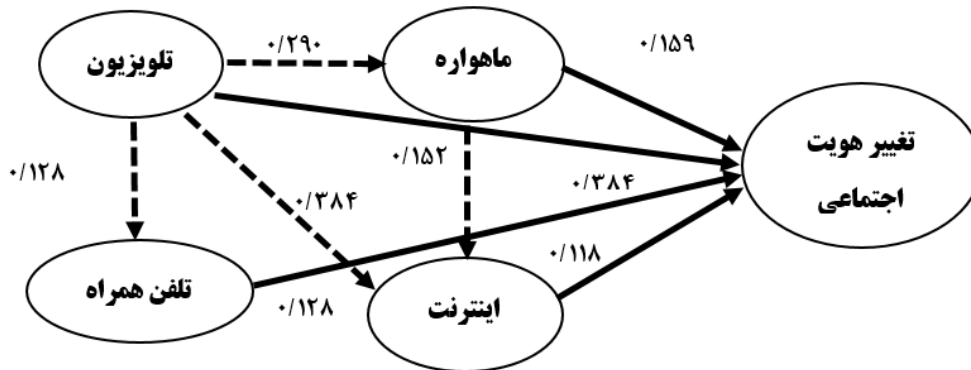 تلویزیون
۰/۲۹۰
ماهواره
۰/۱۵۹
تغییر هویت
اجتماعی
۰/۱۲۸
۰/۱۵۲
۰/۳۸۴
۰/۳۸۴
تلفن همراه
۰/۱۲۸
اینترنت
۰/۱۱۸